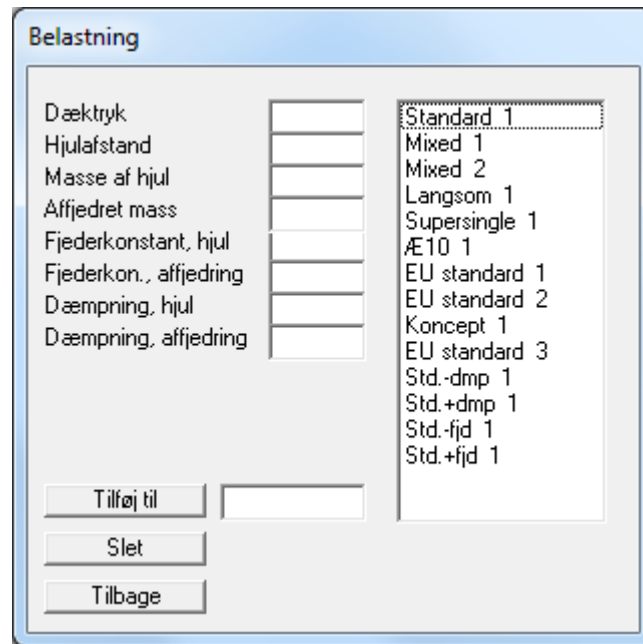 Belastning
Dæktryk
Hjulafstand
Masse af hjul
Affjedret mass
Fjederkonstant, hjul
Fjederkon., affjedring
Dæmpning, hjul
Dæmpning, affjedring
Standard 1
Mixed 1
Mixed 2
Langsom 1
Supersingle 1
Æ10 1
EU standard 1
EU standard 2
Koncept 1
EU standard 3
Std.-dmp 1
Std.+dmp 1
Std.-fjd 1
Std.+fjd 1
Tilføj til
Slet
Tilbage